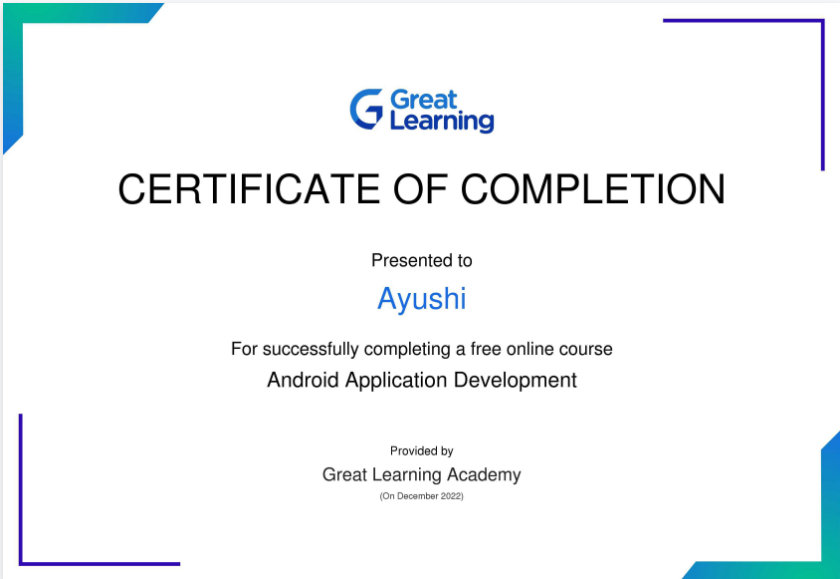 Great
Learning
CERTIFICATE OF COMPLETION
Presented to
Ayushi
For successfully completing a free online course
Android Application Development
Provided by
Great Learning Academy
(On December 2022)